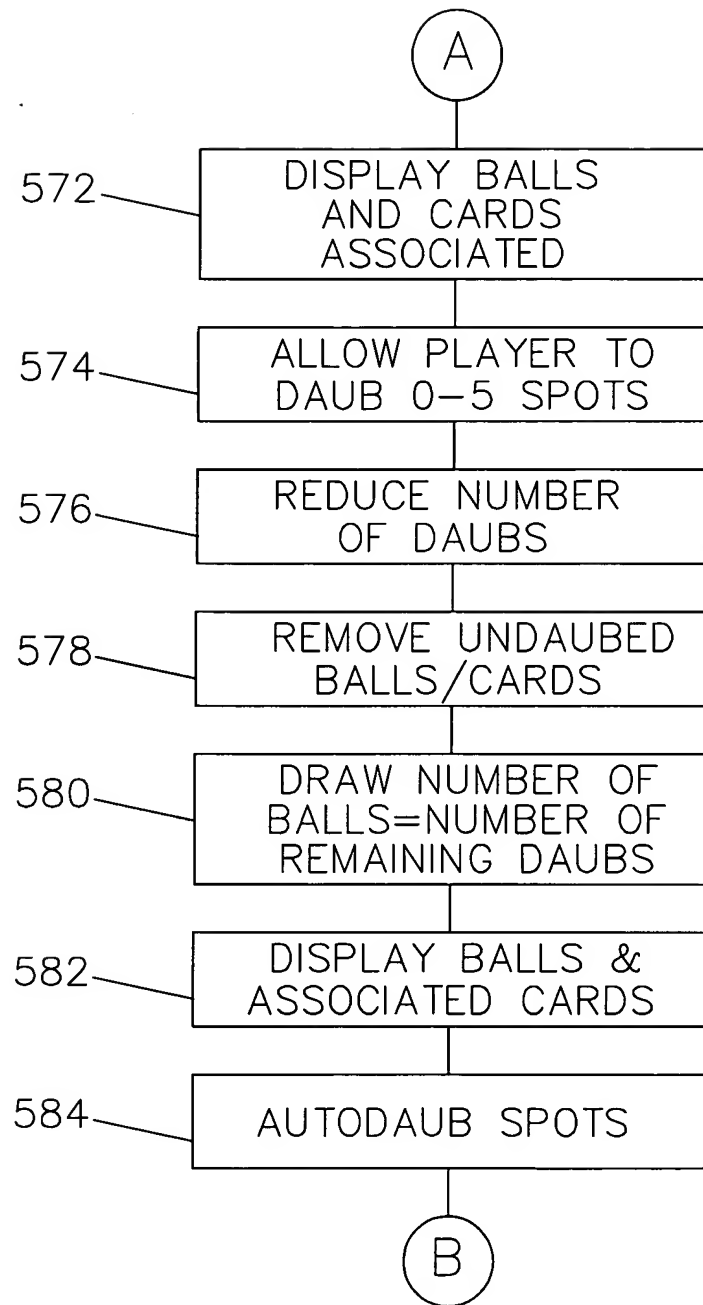 A
572
DISPLAY BALLS
AND CARDS
ASSOCIATED
574
ALLOW PLAYER TO
DAUB 0-5 SPOTS
576
REDUCE NUMBER
OF DAUBS
578
REMOVE UNDAUBED
BALLS/CARDS
580
DRAW NUMBER OF
BALLS=NUMBER OF
REMAINING DAUBS
582
DISPLAY BALLS &
ASSOCIATED CARDS
584
AUTODAUB SPOTS
B